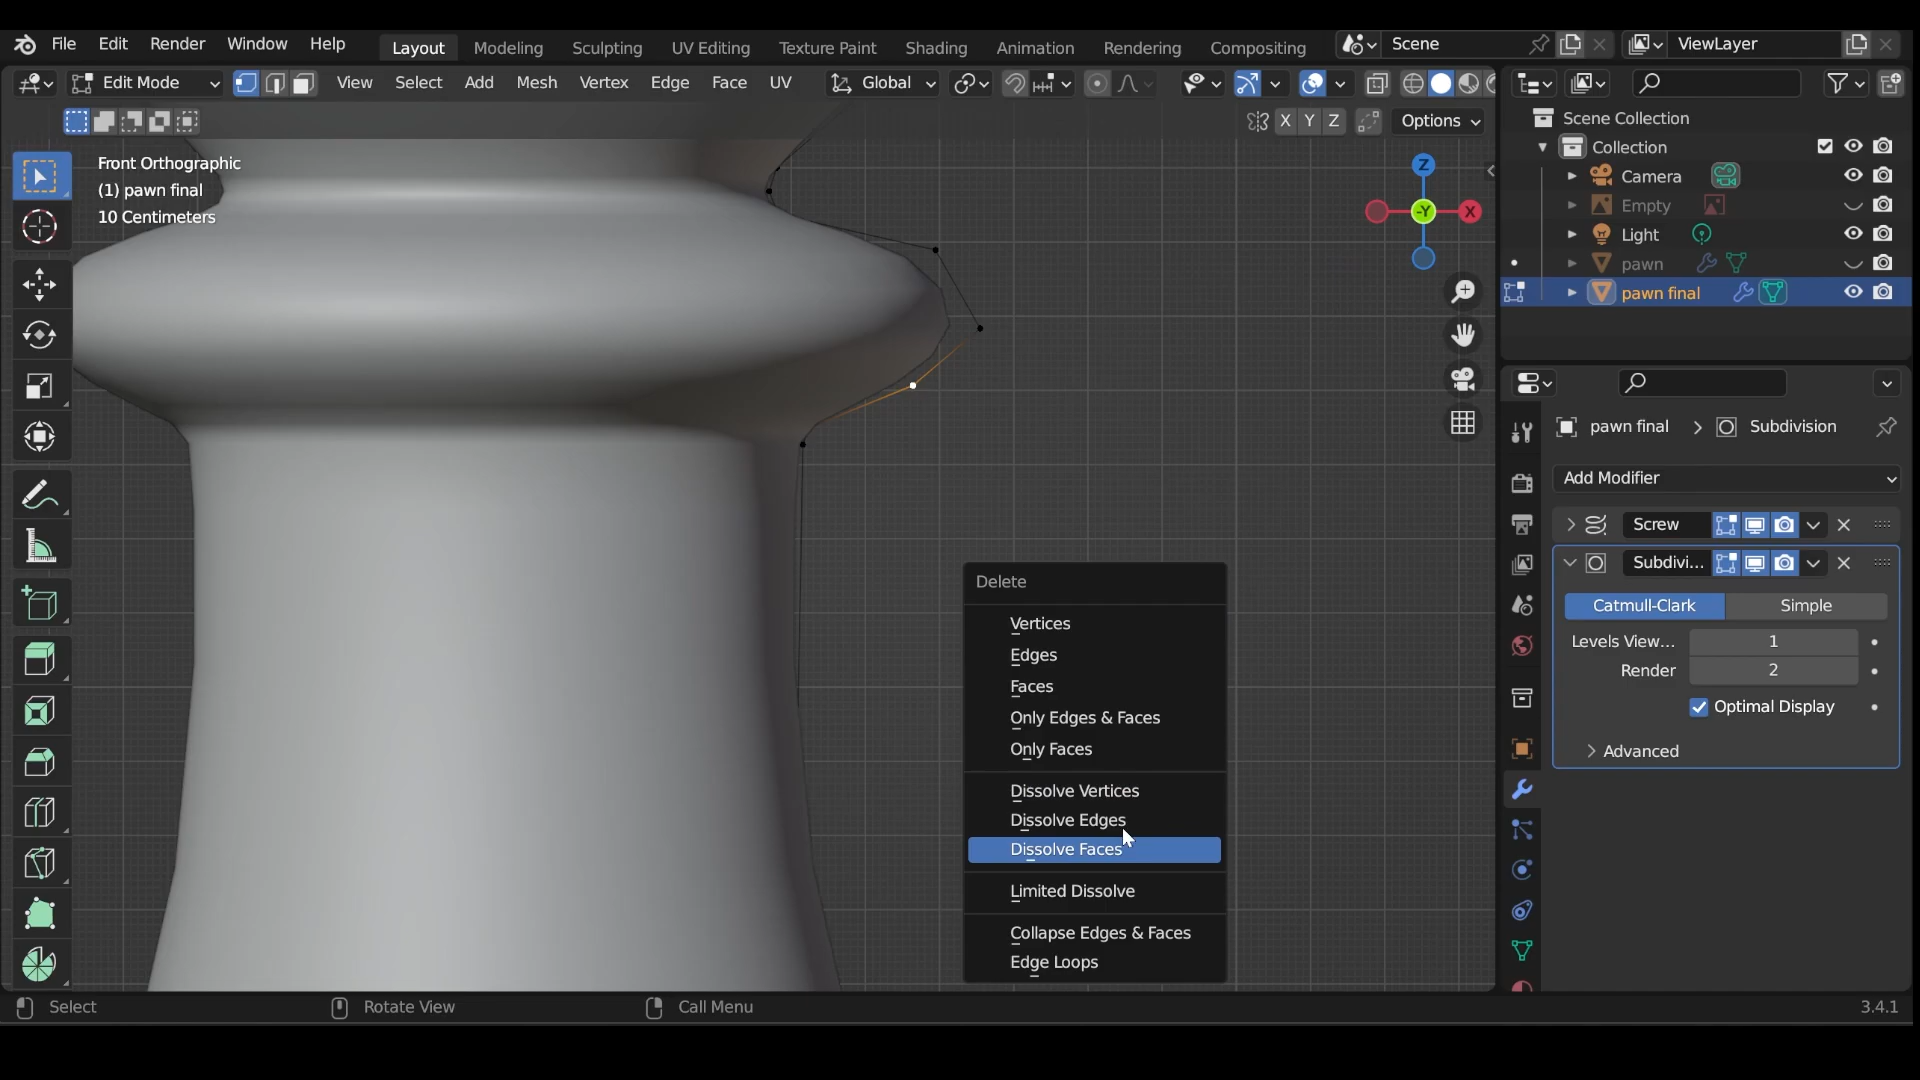 File Edit Render Window Help Layout Modeling Sculpting UV Editing Texture Paint Shading Animation Rendering Compositing Scene ViewLayer
Edit Mode View Select Add Mesh Vertex Edge Face UV Global
X Y Z Options
Front Orthographic
(1) pawn final
10 Centimeters
Z
-Y X
Scene Collection
Collection
Camera
Empty
Light
pawn
pawn final
pawn final > Subdivision
Add Modifier
Screw
Subdivi...
Catmull-Clark Simple
Levels View... 1
Render 2
Optimal Display
Advanced
Delete
Vertices
Edges
Faces
Only Edges & Faces
Only Faces
Dissolve Vertices
Dissolve Edges
Dissolve Faces
Limited Dissolve
Collapse Edges & Faces
Edge Loops
Select Rotate View Call Menu 3.4.1